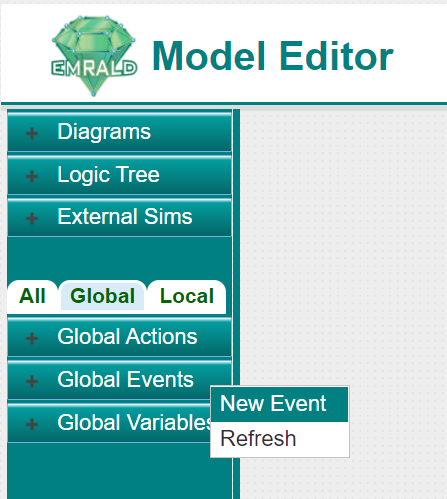 EMRALD
Model Editor
Diagrams
Logic Tree
External Sims
All Global Local
Global Actions
Global Events
New Event
Global Variables
Refresh